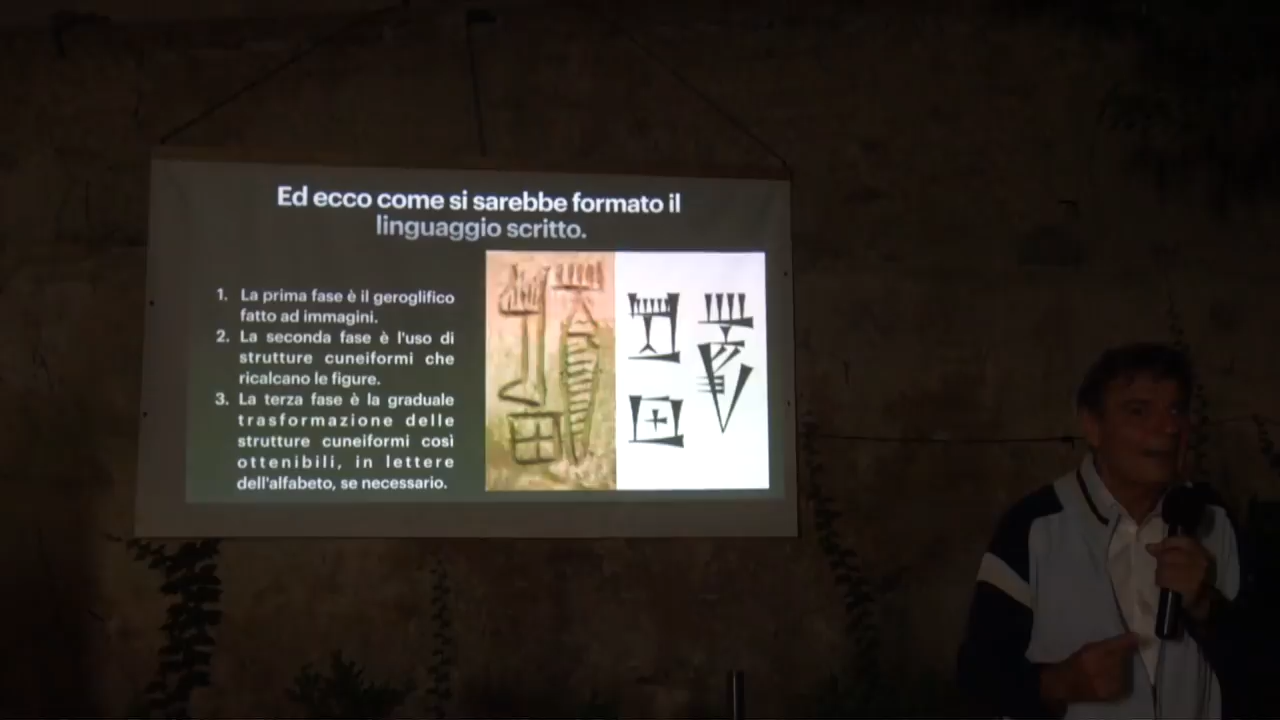 Ed ecco come si sarebbe formato il
linguaggio scritto.
1. La prima fase è il geroglifico
fatto ad immagini.
2. La seconda fase è l'uso di
strutture cuneiformi che
ricalcano le figure.
3. La terza fase è la graduale
trasformazione delle
strutture cuneiformi così
ottenibili, in lettere
dell'alfabeto, se necessario.